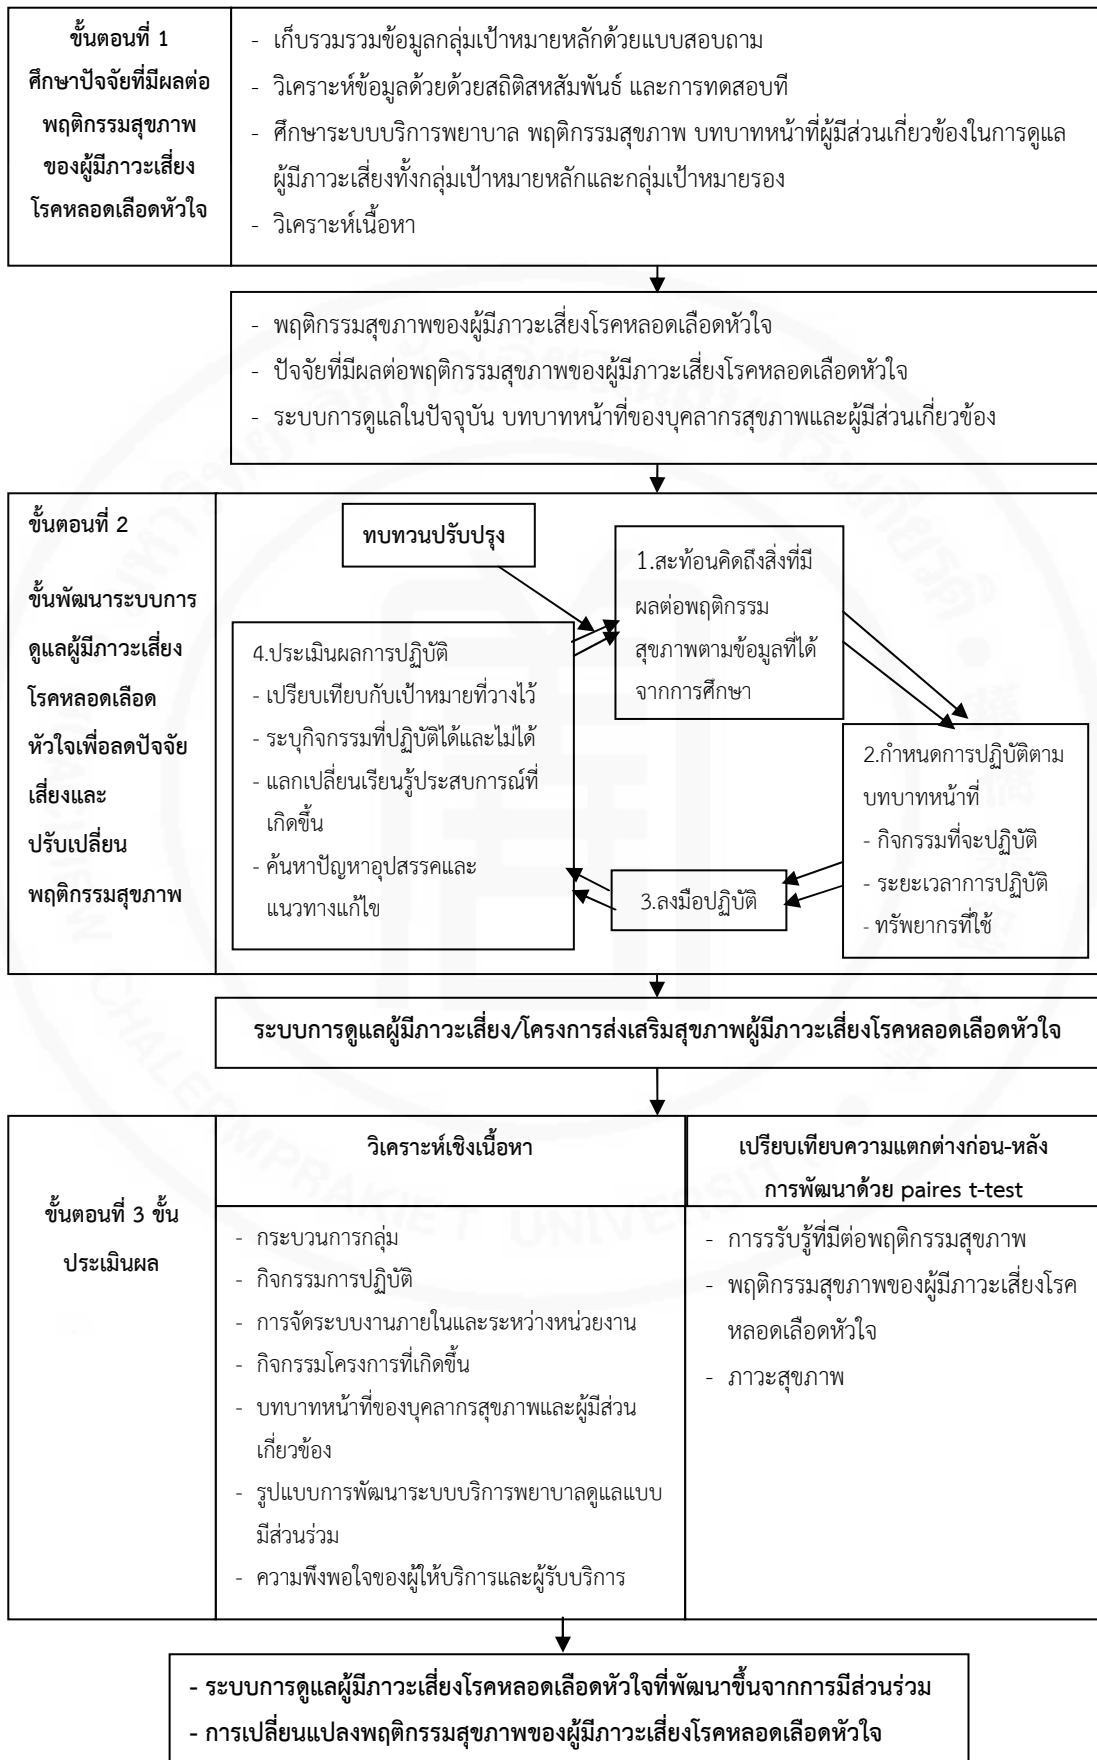 ขั้นตอนที่ 1
ศึกษาปัจจัยที่มีผลต่อ
พฤติกรรมสุขภาพ
ของผู้มีภาวะเสี่ยง
โรคหลอดเลือดหัวใจ
- เก็บรวมรวมข้อมูลกลุ่มเป้าหมายหลักด้วยแบบสอบถาม
- วิเคราะห์ข้อมูลด้วยด้วยสถิติสหสัมพันธ์ และการทดสอบที
- ศึกษาระบบบริการพยาบาล พฤติกรรมสุขภาพ บทบาทหน้าที่ผู้มีส่วนเกี่ยวข้องในการดูแล
ผู้มีภาวะเสี่ยงทั้งกลุ่มเป้าหมายหลักและกลุ่มเป้าหมายรอง
- วิเคราะห์เนื้อหา
- พฤติกรรมสุขภาพของผู้มีภาวะเสี่ยงโรคหลอดเลือดหัวใจ
- ปัจจัยที่มีผลต่อพฤติกรรมสุขภาพของผู้มีภาวะเสี่ยงโรคหลอดเลือดหัวใจ
- ระบบการดูแลในปัจจุบัน บทบาทหน้าที่ของบุคลากรสุขภาพและผู้มีส่วนเกี่ยวข้อง
ขั้นตอนที่ 2
ขั้นพัฒนาระบบการ
ดูแลผู้มีภาวะเสี่ยง
โรคหลอดเลือด
หัวใจเพื่อลดปัจจัย
เสี่ยงและ
ปรับเปลี่ยน
พฤติกรรมสุขภาพ
ทบทวนปรับปรุง
1.สะท้อนคิดถึงสิ่งที่มี
ผลต่อพฤติกรรม
สุขภาพตามข้อมูลที่ได้
จากการศึกษา
2.กำหนดการปฏิบัติตาม
บทบาทหน้าที่
- กิจกรรมที่จะปฏิบัติ
- ระยะเวลาการปฏิบัติ
- ทรัพยากรที่ใช้
3.ลงมือปฏิบัติ
4.ประเมินผลการปฏิบัติ
- เปรียบเทียบกับเป้าหมายที่วางไว้
- ระบุกิจกรรมที่ปฏิบัติได้และไม่ได้
- แลกเปลี่ยนเรียนรู้ประสบการณ์ที่
เกิดขึ้น
- ค้นหาปัญหาอุปสรรคและ
แนวทางแก้ไข
ระบบการดูแลผู้มีภาวะเสี่ยง/โครงการส่งเสริมสุขภาพผู้มีภาวะเสี่ยงโรคหลอดเลือดหัวใจ
ขั้นตอนที่ 3 ขั้น
ประเมินผล
วิเคราะห์เชิงเนื้อหา
- กระบวนการกลุ่ม
- กิจกรรมการปฏิบัติ
- การจัดระบบงานภายในและระหว่างหน่วยงาน
- กิจกรรมโครงการที่เกิดขึ้น
- บทบาทหน้าที่ของบุคลากรสุขภาพและผู้มีส่วน
เกี่ยวข้อง
- รูปแบบการพัฒนาระบบบริการพยาบาลดูแลแบบ
มีส่วนร่วม
- ความพึงพอใจของผู้ให้บริการและผู้รับบริการ
เปรียบเทียบความแตกต่างก่อน-หลัง
การพัฒนาด้วย paires t-test
- การรรับรู้ที่มีต่อพฤติกรรมสุขภาพ
- พฤติกรรมสุขภาพของผู้มีภาวะเสี่ยงโรค
หลอดเลือดหัวใจ
- ภาวะสุขภาพ
- ระบบการดูแลผู้มีภาวะเสี่ยงโรคหลอดเลือดหัวใจที่พัฒนาขึ้นจากการมีส่วนร่วม
- การเปลี่ยนแปลงพฤติกรรมสุขภาพของผู้มีภาวะเสี่ยงโรคหลอดเลือดหัวใจ